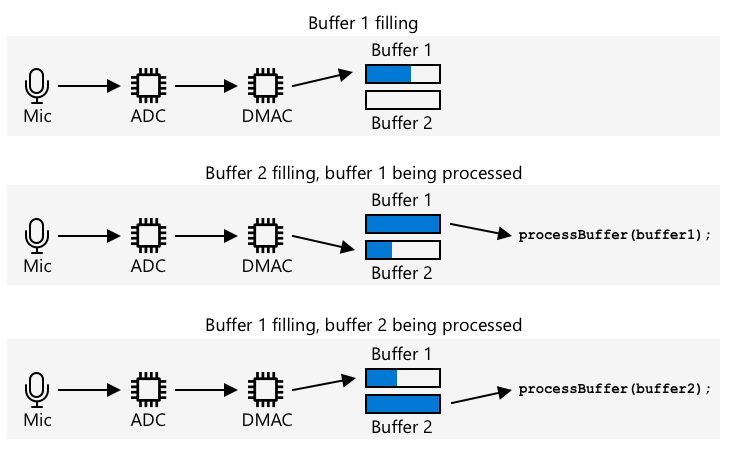 Buffer 1 filling
Buffer 1
Mic
ADC
DMAC
Buffer 2
Buffer 2 filling, buffer 1 being processed
Buffer 1
processBuffer(buffer1);
Mic
ADC
DMAC
Buffer 2
Buffer 1 filling, buffer 2 being processed
Buffer 1
processBuffer(buffer2);
Mic
ADC
DMAC
Buffer 2